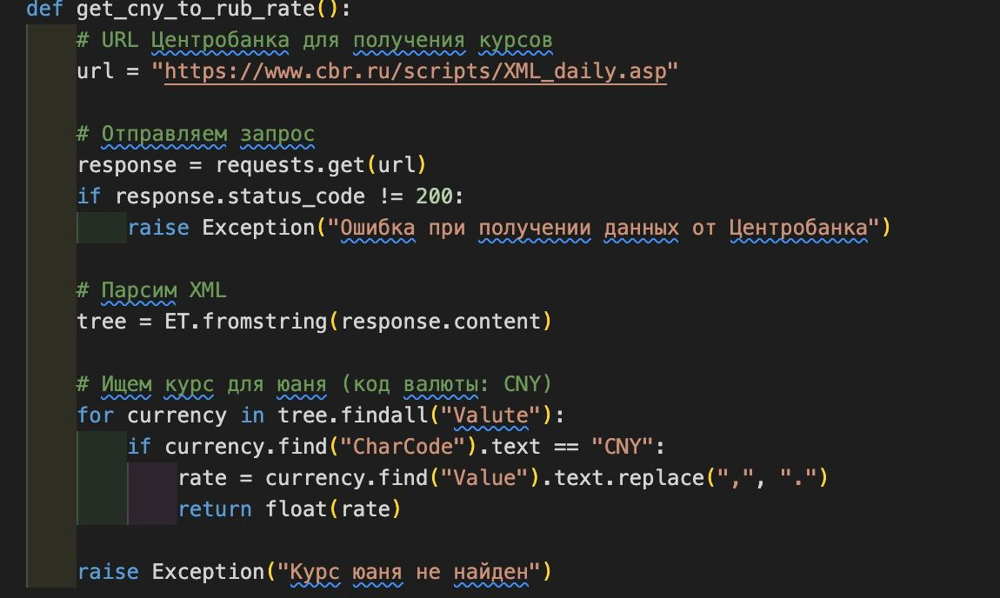 def get_cny_to_rub_rate():
# URL Центробанка для получения курсов
url = "https://www.cbr.ru/scripts/XML_daily.asp"
# Отправляем запрос
response = requests.get(url)
if response.status_code != 200:
raise Exception("Ошибка при получении данных от Центробанка")
# Парсим XML
tree = ET.fromstring(response.content)
# Ищем курс для юаня (код валюты: CNY)
for currency in tree.findall("Valute"):
if currency.find("CharCode").text == "CNY":
rate = currency.find("Value").text.replace(",", ".")
return float(rate)
raise Exception("Курс юаня не найден")